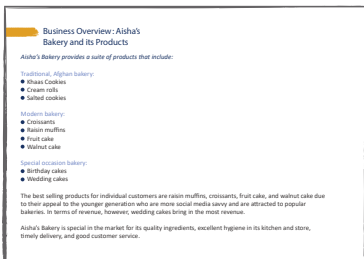 Business Overview: Aisha's
Bakery and its Products
Aisha's Bakery provides a suite of products that include:
Traditional, Afghan bakery:
● Khaas Cookies
● Cream rolls
● Salted cookies
Modern bakery:
● Croissants
● Raisin muffins
● Fruit cake
● Walnut cake
Special occasion bakery:
● Birthday cakes
● Wedding cakes
The best selling products for individual customers are raisin muffins, croissants, fruit cake, and walnut cake due
to their appeal to the younger generation who are more social media savvy and are attracted to popular
bakeries. In terms of revenue, however, wedding cakes bring in the most revenue.
Aisha's Bakery is special in the market for its quality ingredients, excellent hygiene in its kitchen and store,
timely delivery, and good customer service.